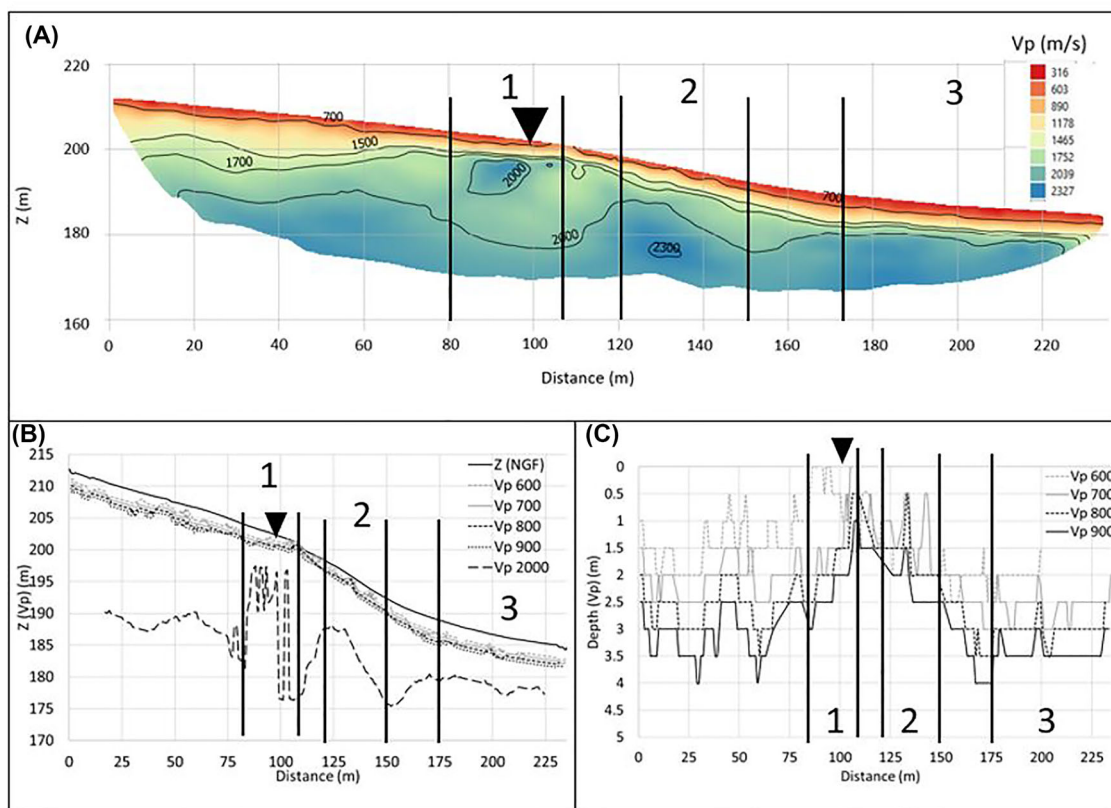 (A)
Vp (m/s)
316
603
890
1178
1465
1752
2039
2327
1 2 3
220
200
180
160
Z (m)
700
1500
1700
2000
2000
2300
700
0 20 40 60 80 100 120 140 160 180 200 220
Distance (m)
(B)
215
210
205
200
195
190
185
180
175
170
Z (Vp) (m)
1
2
3
Z (NGF)
Vp 600
Vp 700
Vp 800
Vp 900
Vp 2000
0 25 50 75 100 125 150 175 200 225
Distance (m)
(C)
0
0.5
1
1.5
2
2.5
3
3.5
4
4.5
5
Depth (Vp) (m)
Vp 600
Vp 700
Vp 800
Vp 900
1 2 3
0 25 50 75 100 125 150 175 200 225
Distance (m)